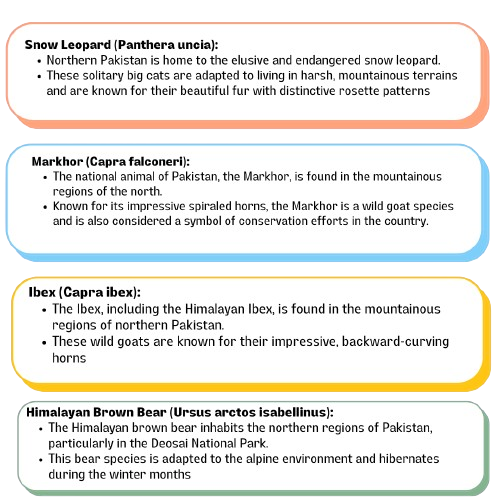 Snow Leopard (Panthera uncia):
• Northern Pakistan is home to the elusive and endangered snow leopard.
• These solitary big cats are adapted to living in harsh, mountainous terrains
and are known for their beautiful fur with distinctive rosette patterns
Markhor (Capra falconeri):
• The national animal of Pakistan, the Markhor, is found in the mountainous
regions of the north.
• Known for its impressive spiraled horns, the Markhor is a wild goat species
and is also considered a symbol of conservation efforts in the country.
Ibex (Capra ibex):
• The Ibex, including the Himalayan Ibex, is found in the mountainous
regions of northern Pakistan.
• These wild goats are known for their impressive, backward-curving
horns
Himalayan Brown Bear (Ursus arctos isabellinus):
• The Himalayan brown bear inhabits the northern regions of Pakistan,
particularly in the Deosai National Park.
• This bear species is adapted to the alpine environment and hibernates
during the winter months